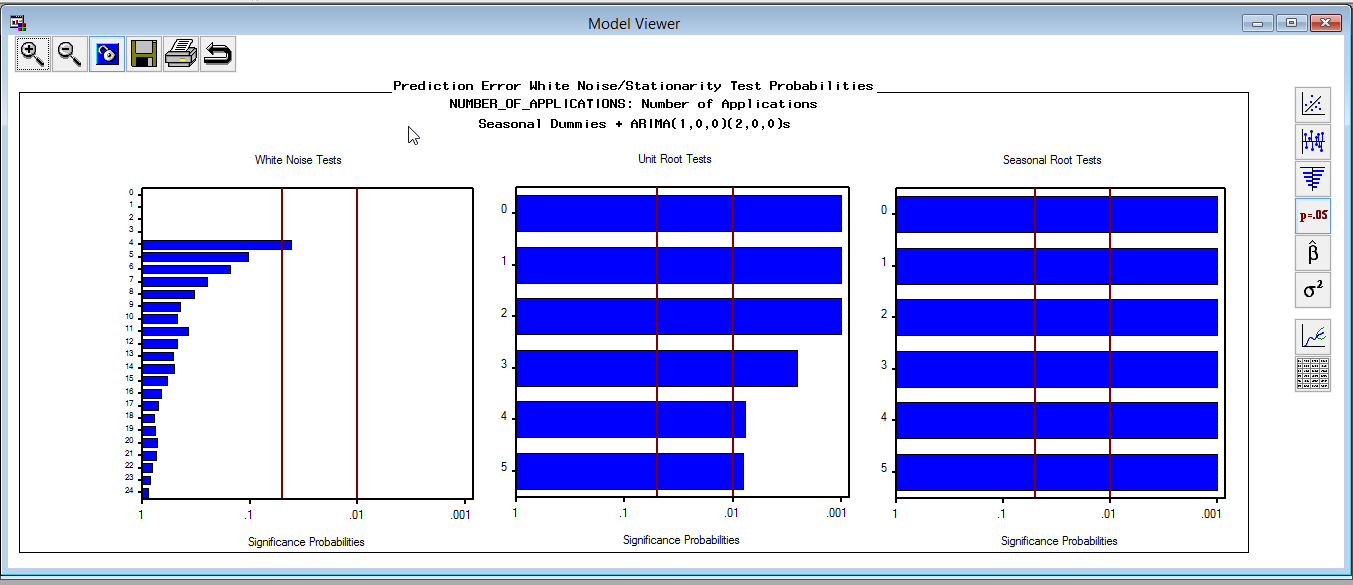 Model Viewer
Prediction Error White Noise/Stationarity Test Probabilities
NUMBER_OF_APPLICATIONS: Number of Applications
Seasonal Dummies + ARIMA(1,0,0)(2,0,0)s
White Noise Tests
0
1
2
3
4
5
6
7
8
9
10
11
12
13
14
15
16
17
18
19
20
21
22
23
24
1 .1 .01 .001
Significance Probabilities
Unit Root Tests
0
1
2
3
4
5
1 .1 .01 .001
Significance Probabilities
Seasonal Root Tests
0
1
2
3
4
5
1 .1 .01 .001
Significance Probabilities
p=.05
β̂
σ²